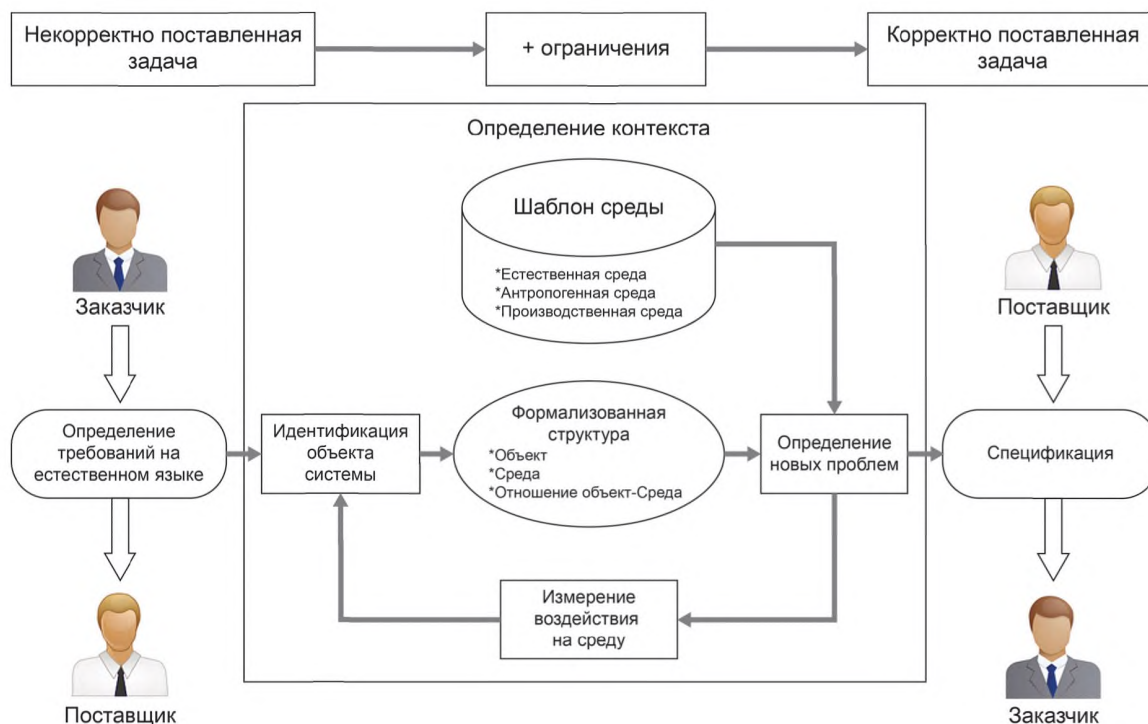 Некорректно поставленная
задача
+ ограничения
Корректно поставленная
задача
Определение контекста
Шаблон среды
*Естественная среда
*Антропогенная среда
*Производственная среда
Заказчик
Поставщик
Определение
требований на
естественном языке
Идентификация
объекта
системы
Формализованная
структура
*Объект
*Среда
*Отношение объект-Среда
Определение
новых проблем
Спецификация
Измерение
воздействия
на среду
Поставщик
Заказчик